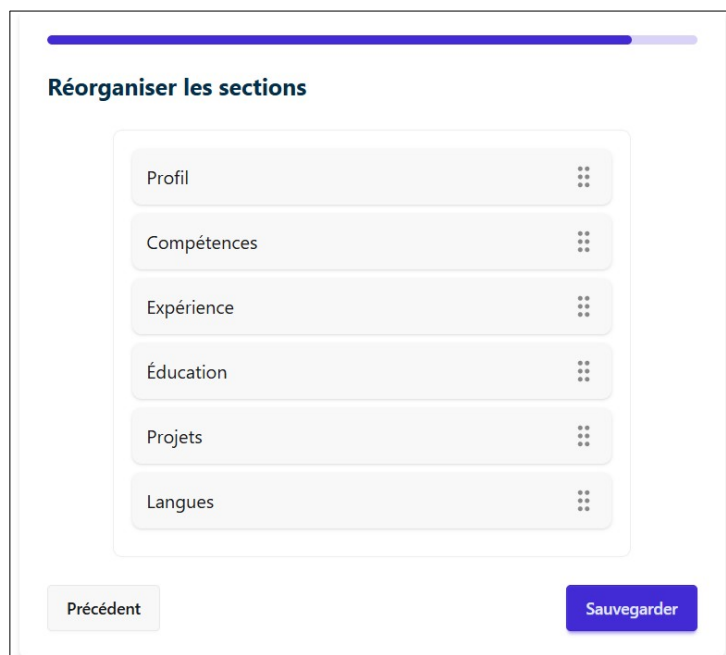 Réorganiser les sections
Profil
Compétences
Expérience
Éducation
Projets
Langues
Précédent
Sauvegarder